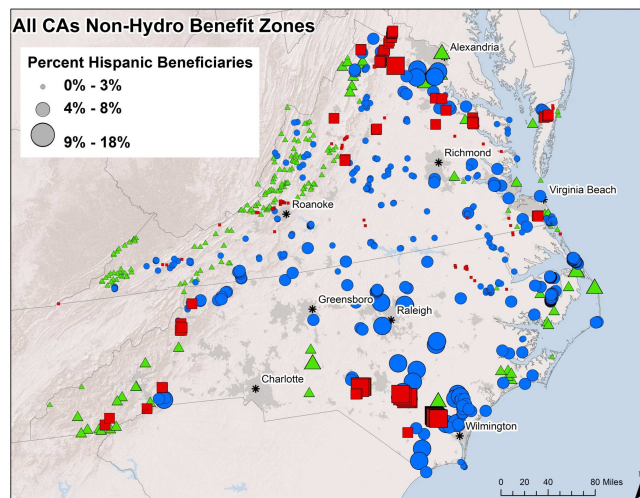 All CAs Non-Hydro Benefit Zones
Percent Hispanic Beneficiaries
0% - 3%
4% - 8%
9% - 18%
Alexandria
Richmond
Virginia Beach
Roanoke
Greensboro
Raleigh
Charlotte
Wilmington
0 20 40 80 Miles